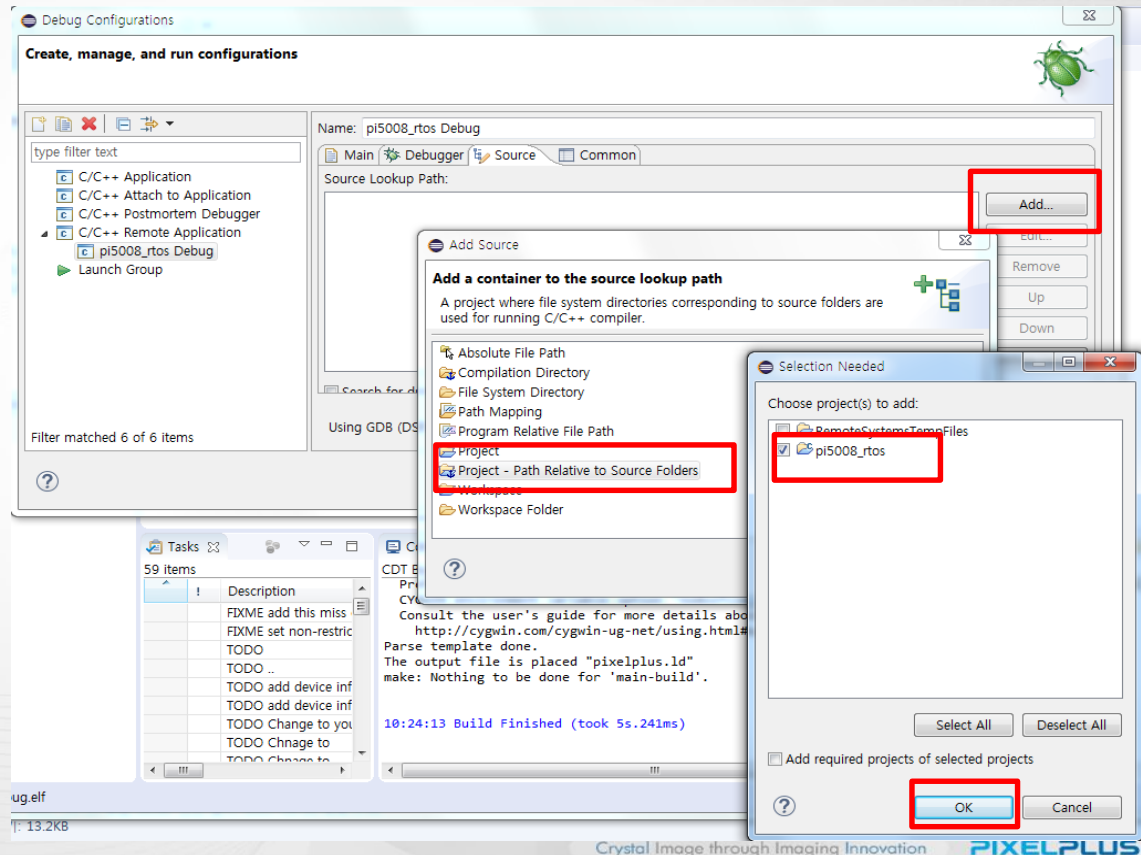 Debug Configurations
Create, manage, and run configurations
Name: pi5008_rtos Debug
type filter text
Main
Debugger
Source
Common
C/C++ Application
C/C++ Attach to Application
C/C++ Postmortem Debugger
C/C++ Remote Application
pi5008_rtos Debug
Launch Group
Filter matched 6 of 6 items
Source Lookup Path:
Add...
Edit...
Remove
Up
Down
Search for du
Using GDB (DS
Add Source
Add a container to the source lookup path
A project where file system directories corresponding to source folders are
used for running C/C++ compiler.
Absolute File Path
Compilation Directory
File System Directory
Path Mapping
Program Relative File Path
Project
Project - Path Relative to Source Folders
Workspace
Workspace Folder
Selection Needed
Choose project(s) to add:
RemoteSystemsTempFiles
pi5008_rtos
Select All
Deselect All
Add required projects of selected projects
OK
Cancel
Tasks
59 items
! Description
FIXME add this miss
FIXME set non-restric
TODO
TODO ..
TODO add device inf
TODO add device inf
TODO Change to you
TODO Chnage to
TODO Chnage to
Co
CDT B
Pre
CYG
Consult the user's guide for more details abo
http://cygwin.com/cygwin-ug-net/using.html#
Parse template done.
The output file is placed "pixelplus.ld"
make: Nothing to be done for 'main-build'.
10:24:13 Build Finished (took 5s.241ms)
ug.elf
: 13.2KB
Crystal Image through Imaging Innovation
PIXELPLUS